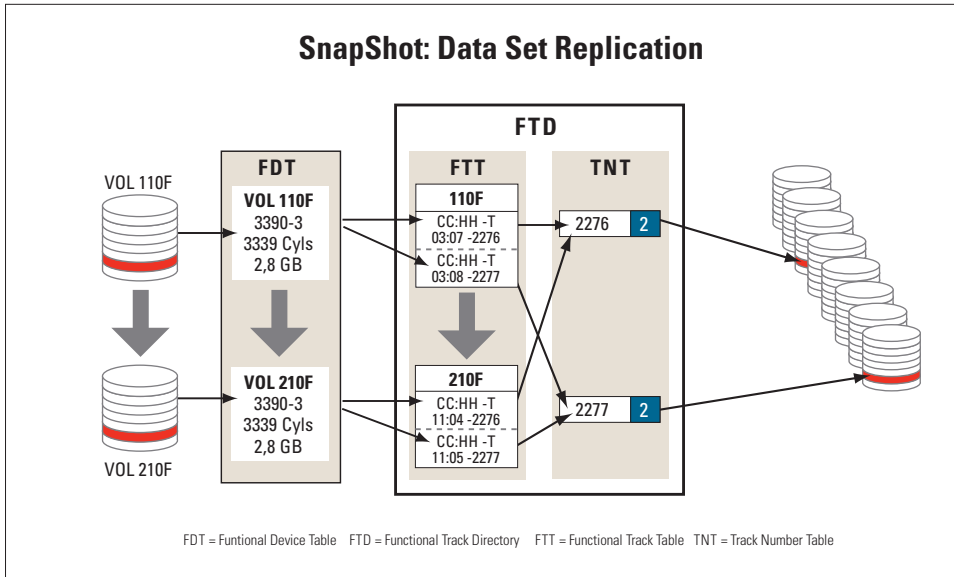 SnapShot: Data Set Replication
VOL 110F
VOL 210F
FDT
VOL 110F
3390-3
3339 Cyls
2,8 GB
VOL 210F
3390-3
3339 Cyls
2,8 GB
FTD
FTT
110F
CC:HH -T
03:07 -2276
CC:HH -T
03:08 -2277
210F
CC:HH -T
11:04 -2276
CC:HH -T
11:05 -2277
TNT
2276 2
2277 2
FDT = Funtional Device Table FTD = Functional Track Directory FTT = Functional Track Table TNT = Track Number Table